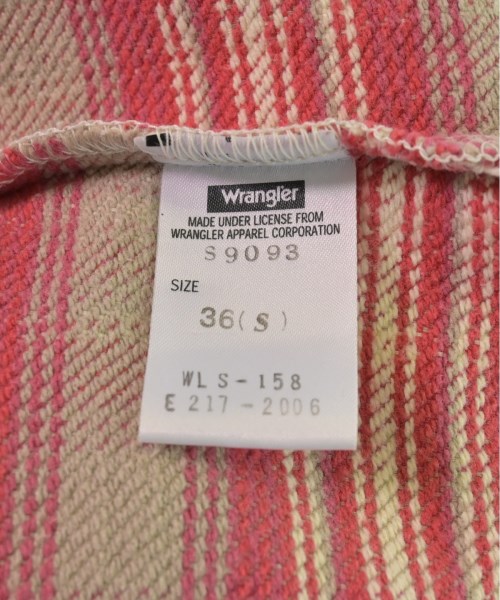 Wrangler
MADE UNDER LICENSE FROM
WRANGLER APPAREL CORPORATION
S9093
SIZE
36(S)
WLS-158
E217-2006